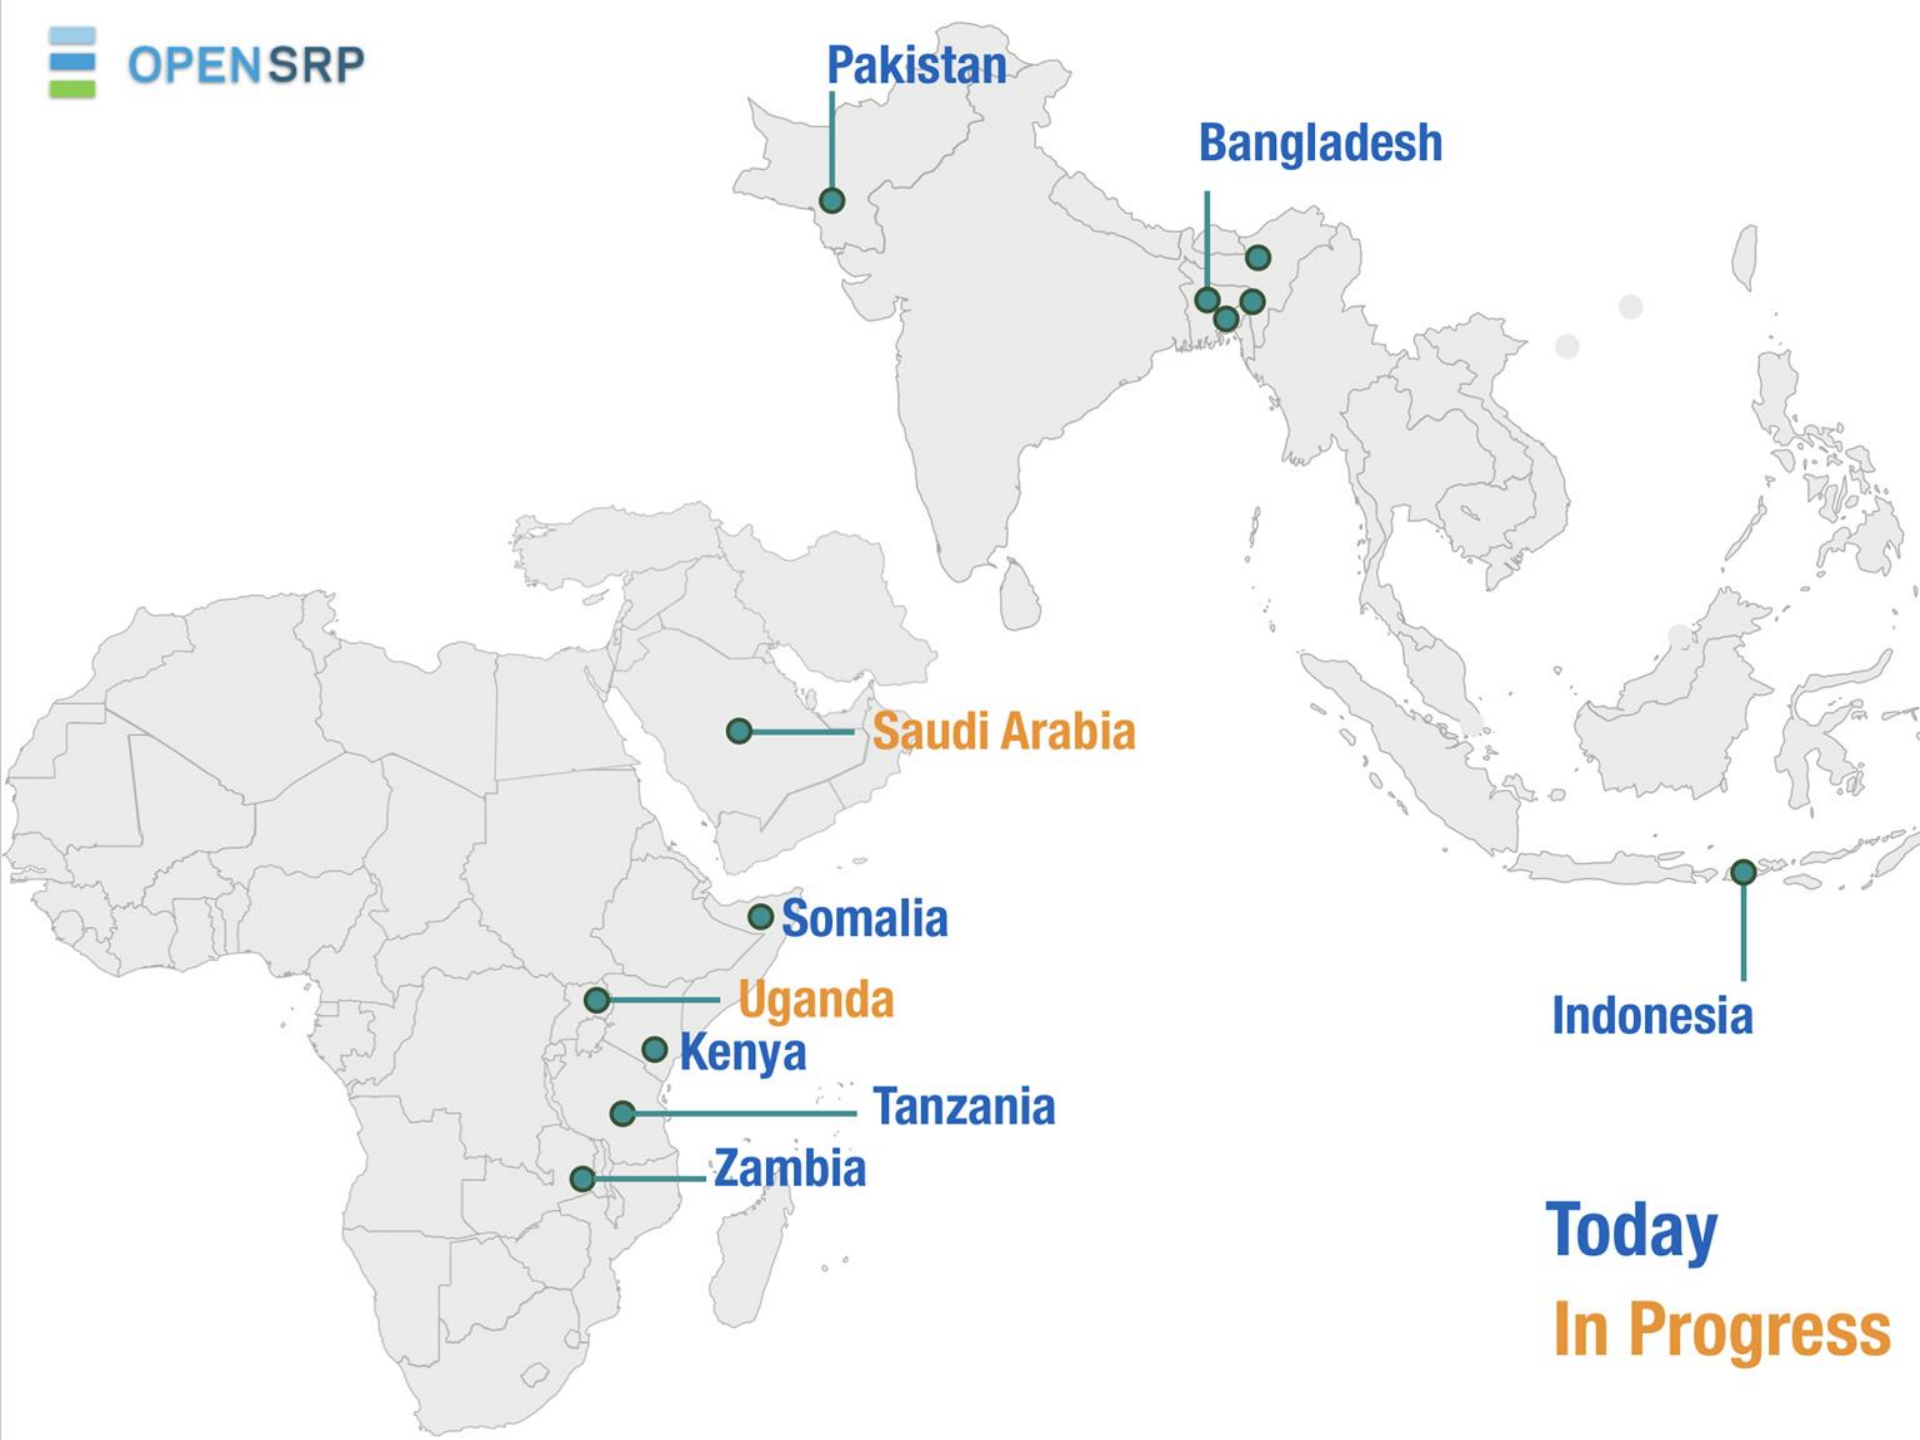 OPENSRP
Pakistan
Bangladesh
Saudi Arabia
Somalia
Uganda
Kenya
Tanzania
Zambia
Indonesia
Today
In Progress